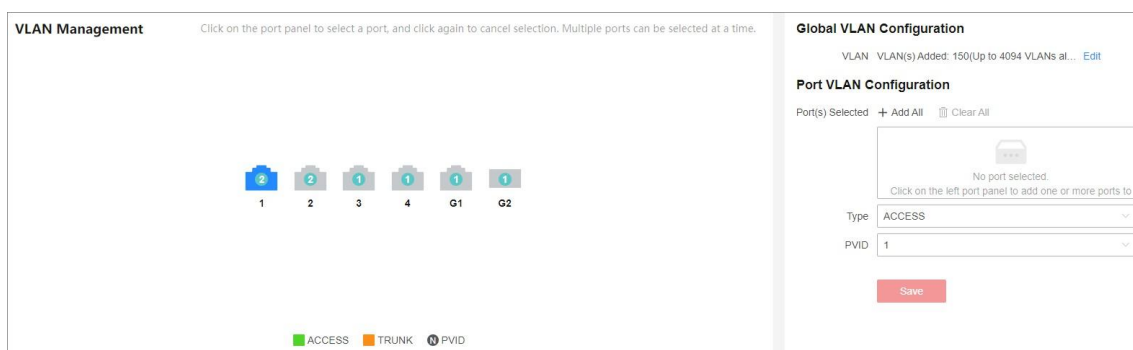 VLAN Management
Click on the port panel to select a port, and click again to cancel selection. Multiple ports can be selected at a time.
2 2 1 1 1 1
1 2 3 4 G1 G2
ACCESS TRUNK N PVID
Global VLAN Configuration
VLAN VLAN(s) Added: 150(Up to 4094 VLANs al... Edit
Port VLAN Configuration
Port(s) Selected + Add All Clear All
No port selected.
Click on the left port panel to add one or more ports to
Type ACCESS
PVID 1
Save